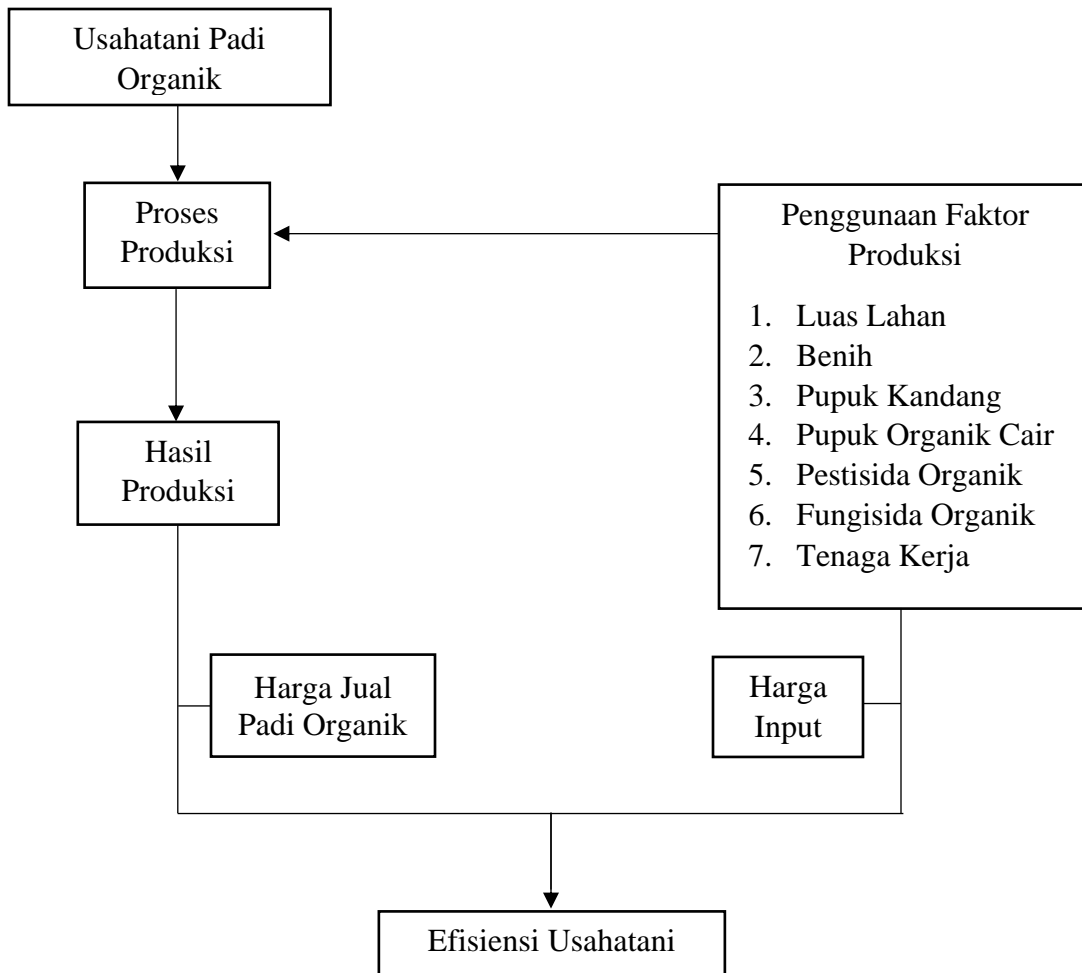 Usahatani Padi
Organik
Proses
Produksi
Penggunaan Faktor
Produksi
1. Luas Lahan
2. Benih
3. Pupuk Kandang
4. Pupuk Organik Cair
5. Pestisida Organik
6. Fungisida Organik
7. Tenaga Kerja
Hasil
Produksi
Harga Jual
Padi Organik
Harga
Input
Efisiensi Usahatani